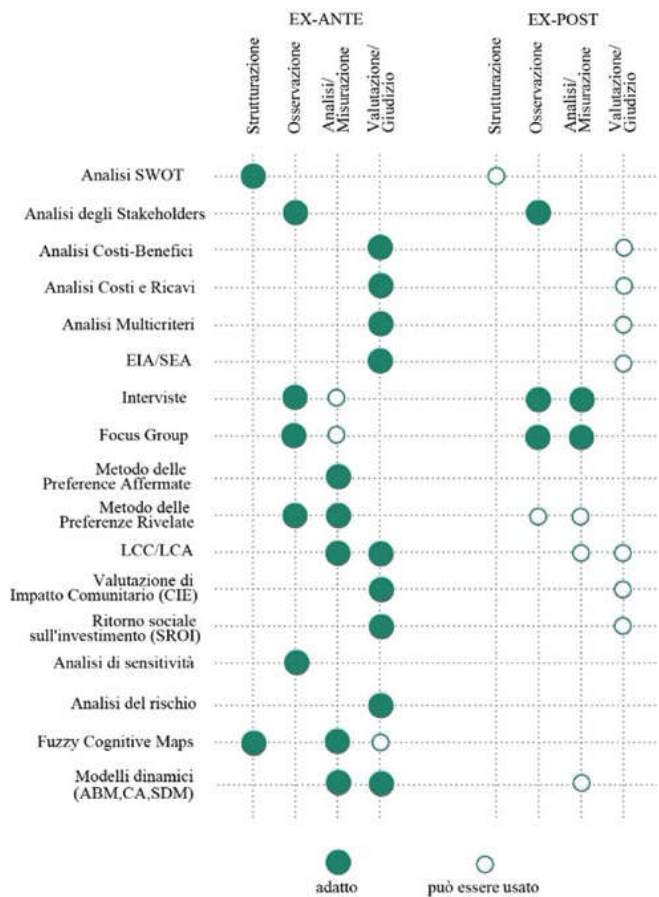 EX-ANTE
EX-POST
Strutturazione
Osservazione
Analisi/
Misurazione
Valutazione/
Giudizio
Strutturazione
Osservazione
Analisi/
Misurazione
Valutazione/
Giudizio
Analisi SWOT
Analisi degli Stakeholders
Analisi Costi-Benefici
Analisi Costi e Ricavi
Analisi Multicriteri
EIA/SEA
Interviste
Focus Group
Metodo delle
Preference Affermate
Metodo delle
Preferenze Rivelate
LCC/LCA
Valutazione di
Impatto Comunitario (CIE)
Ritorno sociale
sull'investimento (SROI)
Analisi di sensitività
Analisi del rischio
Fuzzy Cognitive Maps
Modelli dinamici
(ABM,CA,SDM)
adatto
può essere usato